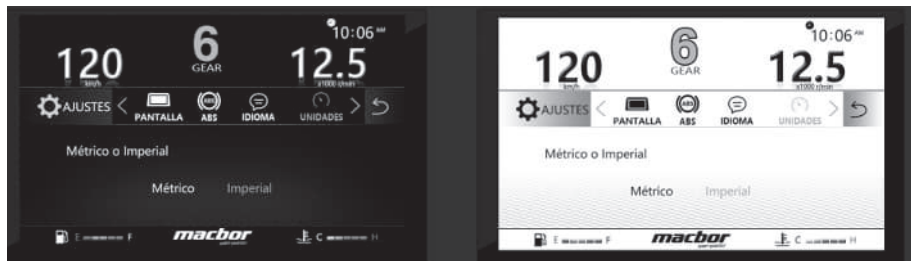 10:06 AM
120
6
12.5
km/h
GEAR
x1000 r/min
AJUSTES
PANTALLA
ABS
IDIOMA
UNIDADES
Métrico o Imperial
Métrico Imperial
E F
macbor
C H
10:06 AM
120
6
12.5
km/h
GEAR
x1000 r/min
AJUSTES
PANTALLA
ABS
IDIOMA
UNIDADES
Métrico o Imperial
Métrico Imperial
E F
macbor
C H